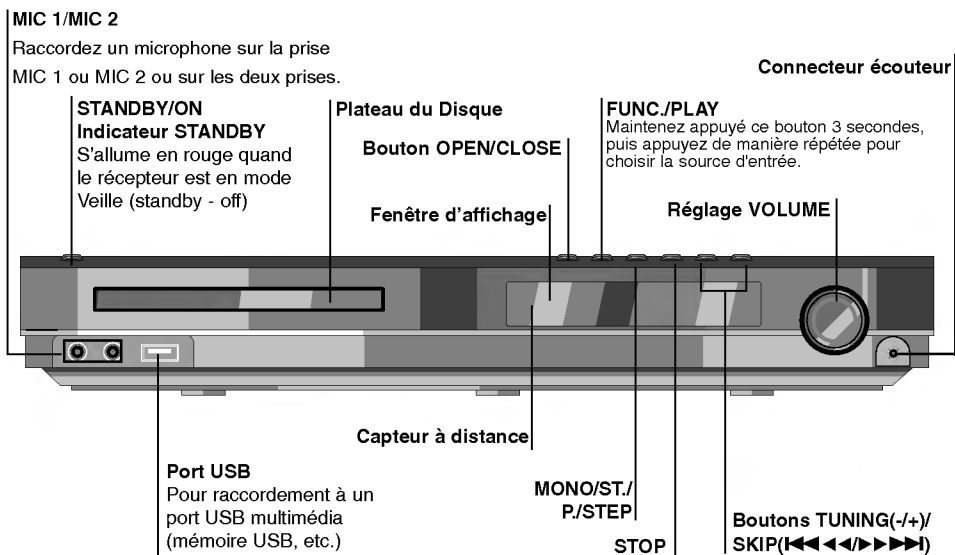 MIC 1/MIC 2
Raccordez un microphone sur la prise
MIC 1 ou MIC 2 ou sur les deux prises.
Connecteur écouteur
STANDBY/ON
Indicateur STANDBY
S'allume en rouge quand
le récepteur est en mode
Veille (standby - off)
Plateau du Disque
Bouton OPEN/CLOSE
FUNC./PLAY
Maintenez appuyé ce bouton 3 secondes,
puis appuyez de manière répétée pour
choisir la source d'entrée.
Fenêtre d'affichage
Réglage VOLUME
Capteur à distance
Port USB
Pour raccordement à un
port USB multimédia
(mémoire USB, etc.)
MONO/ST./
P./STEP
STOP
Boutons TUNING(-/+)/
SKIP(I◄◄ ◄◄/►► ►►I)